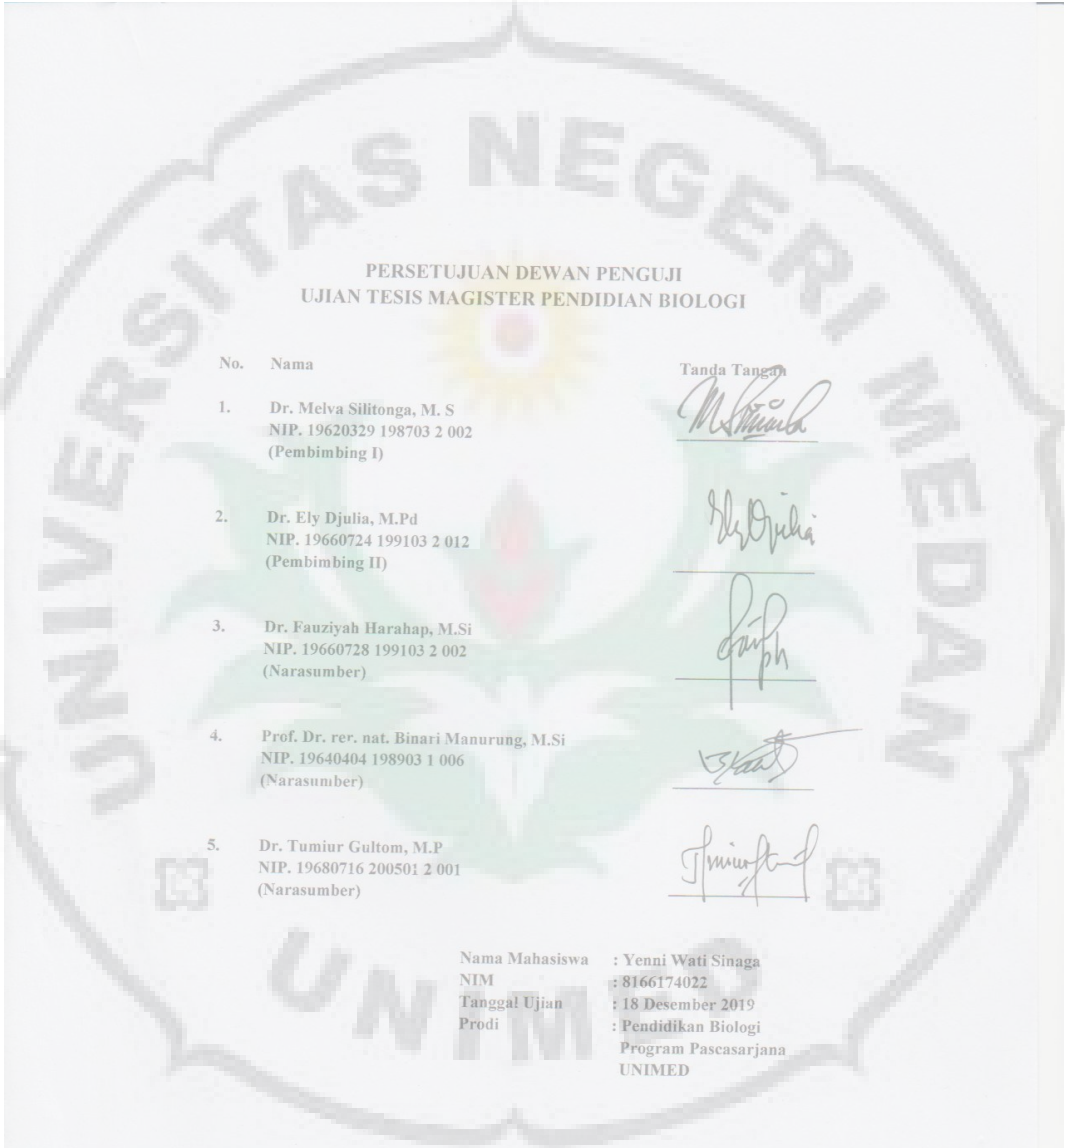 UNIVERSITAS NEGERI MEDAN
PERSETUJUAN DEWAN PENGUJI
UJIAN TESIS MAGISTER PENDIDIAN BIOLOGI
No. Nama Tanda Tangan
1. Dr. Melva Silitonga, M. S
NIP. 19620329 198703 2 002
(Pembimbing I)
2. Dr. Ely Djulia, M.Pd
NIP. 19660724 199103 2 012
(Pembimbing II)
Ely Djulia
3. Dr. Fauziyah Harahap, M.Si
NIP. 19660728 199103 2 002
(Narasumber)
4. Prof. Dr. rer. nat. Binari Manurung, M.Si
NIP. 19640404 198903 1 006
(Narasumber)
5. Dr. Tumiur Gultom, M.P
NIP. 19680716 200501 2 001
(Narasumber)
Nama Mahasiswa : Yenni Wati Sinaga
NIM : 8166174022
Tanggal Ujian : 18 Desember 2019
Prodi : Pendidikan Biologi
Program Pascasarjana
UNIMED
UNIMED